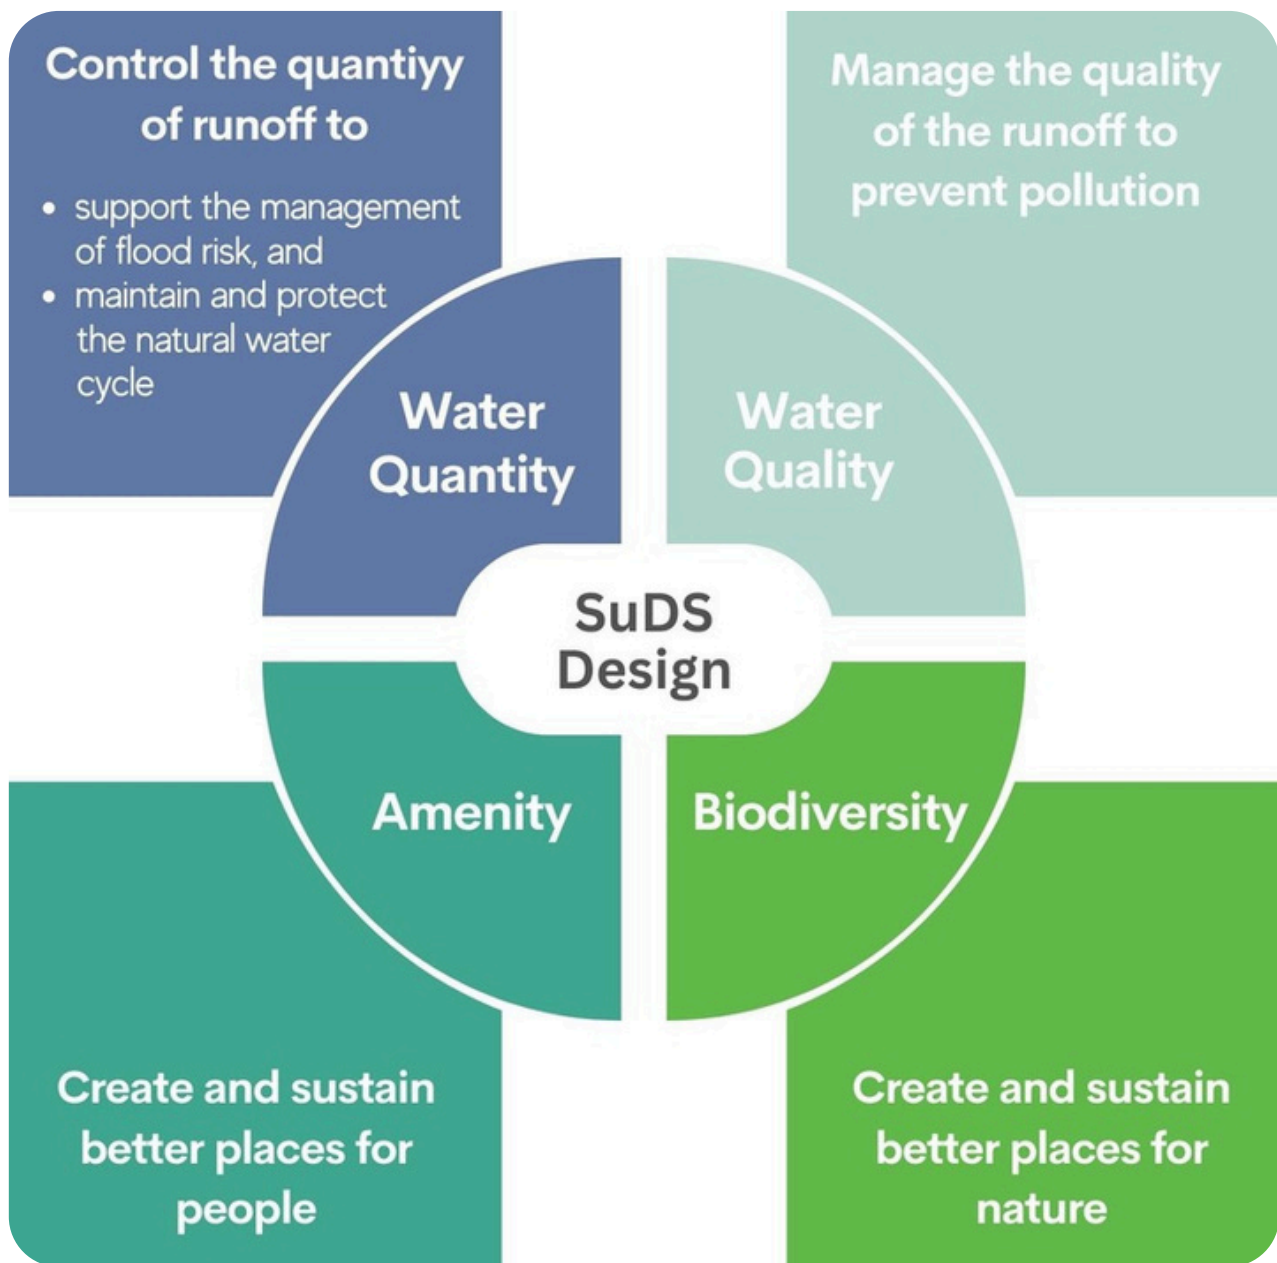 Control the quantiyy
of runoff to
• support the management
of flood risk, and
• maintain and protect
the natural water
cycle
Manage the quality
of the runoff to
prevent pollution
Water
Quantity
Water
Quality
SuDS
Design
Amenity
Biodiversity
Create and sustain
better places for
people
Create and sustain
better places for
nature